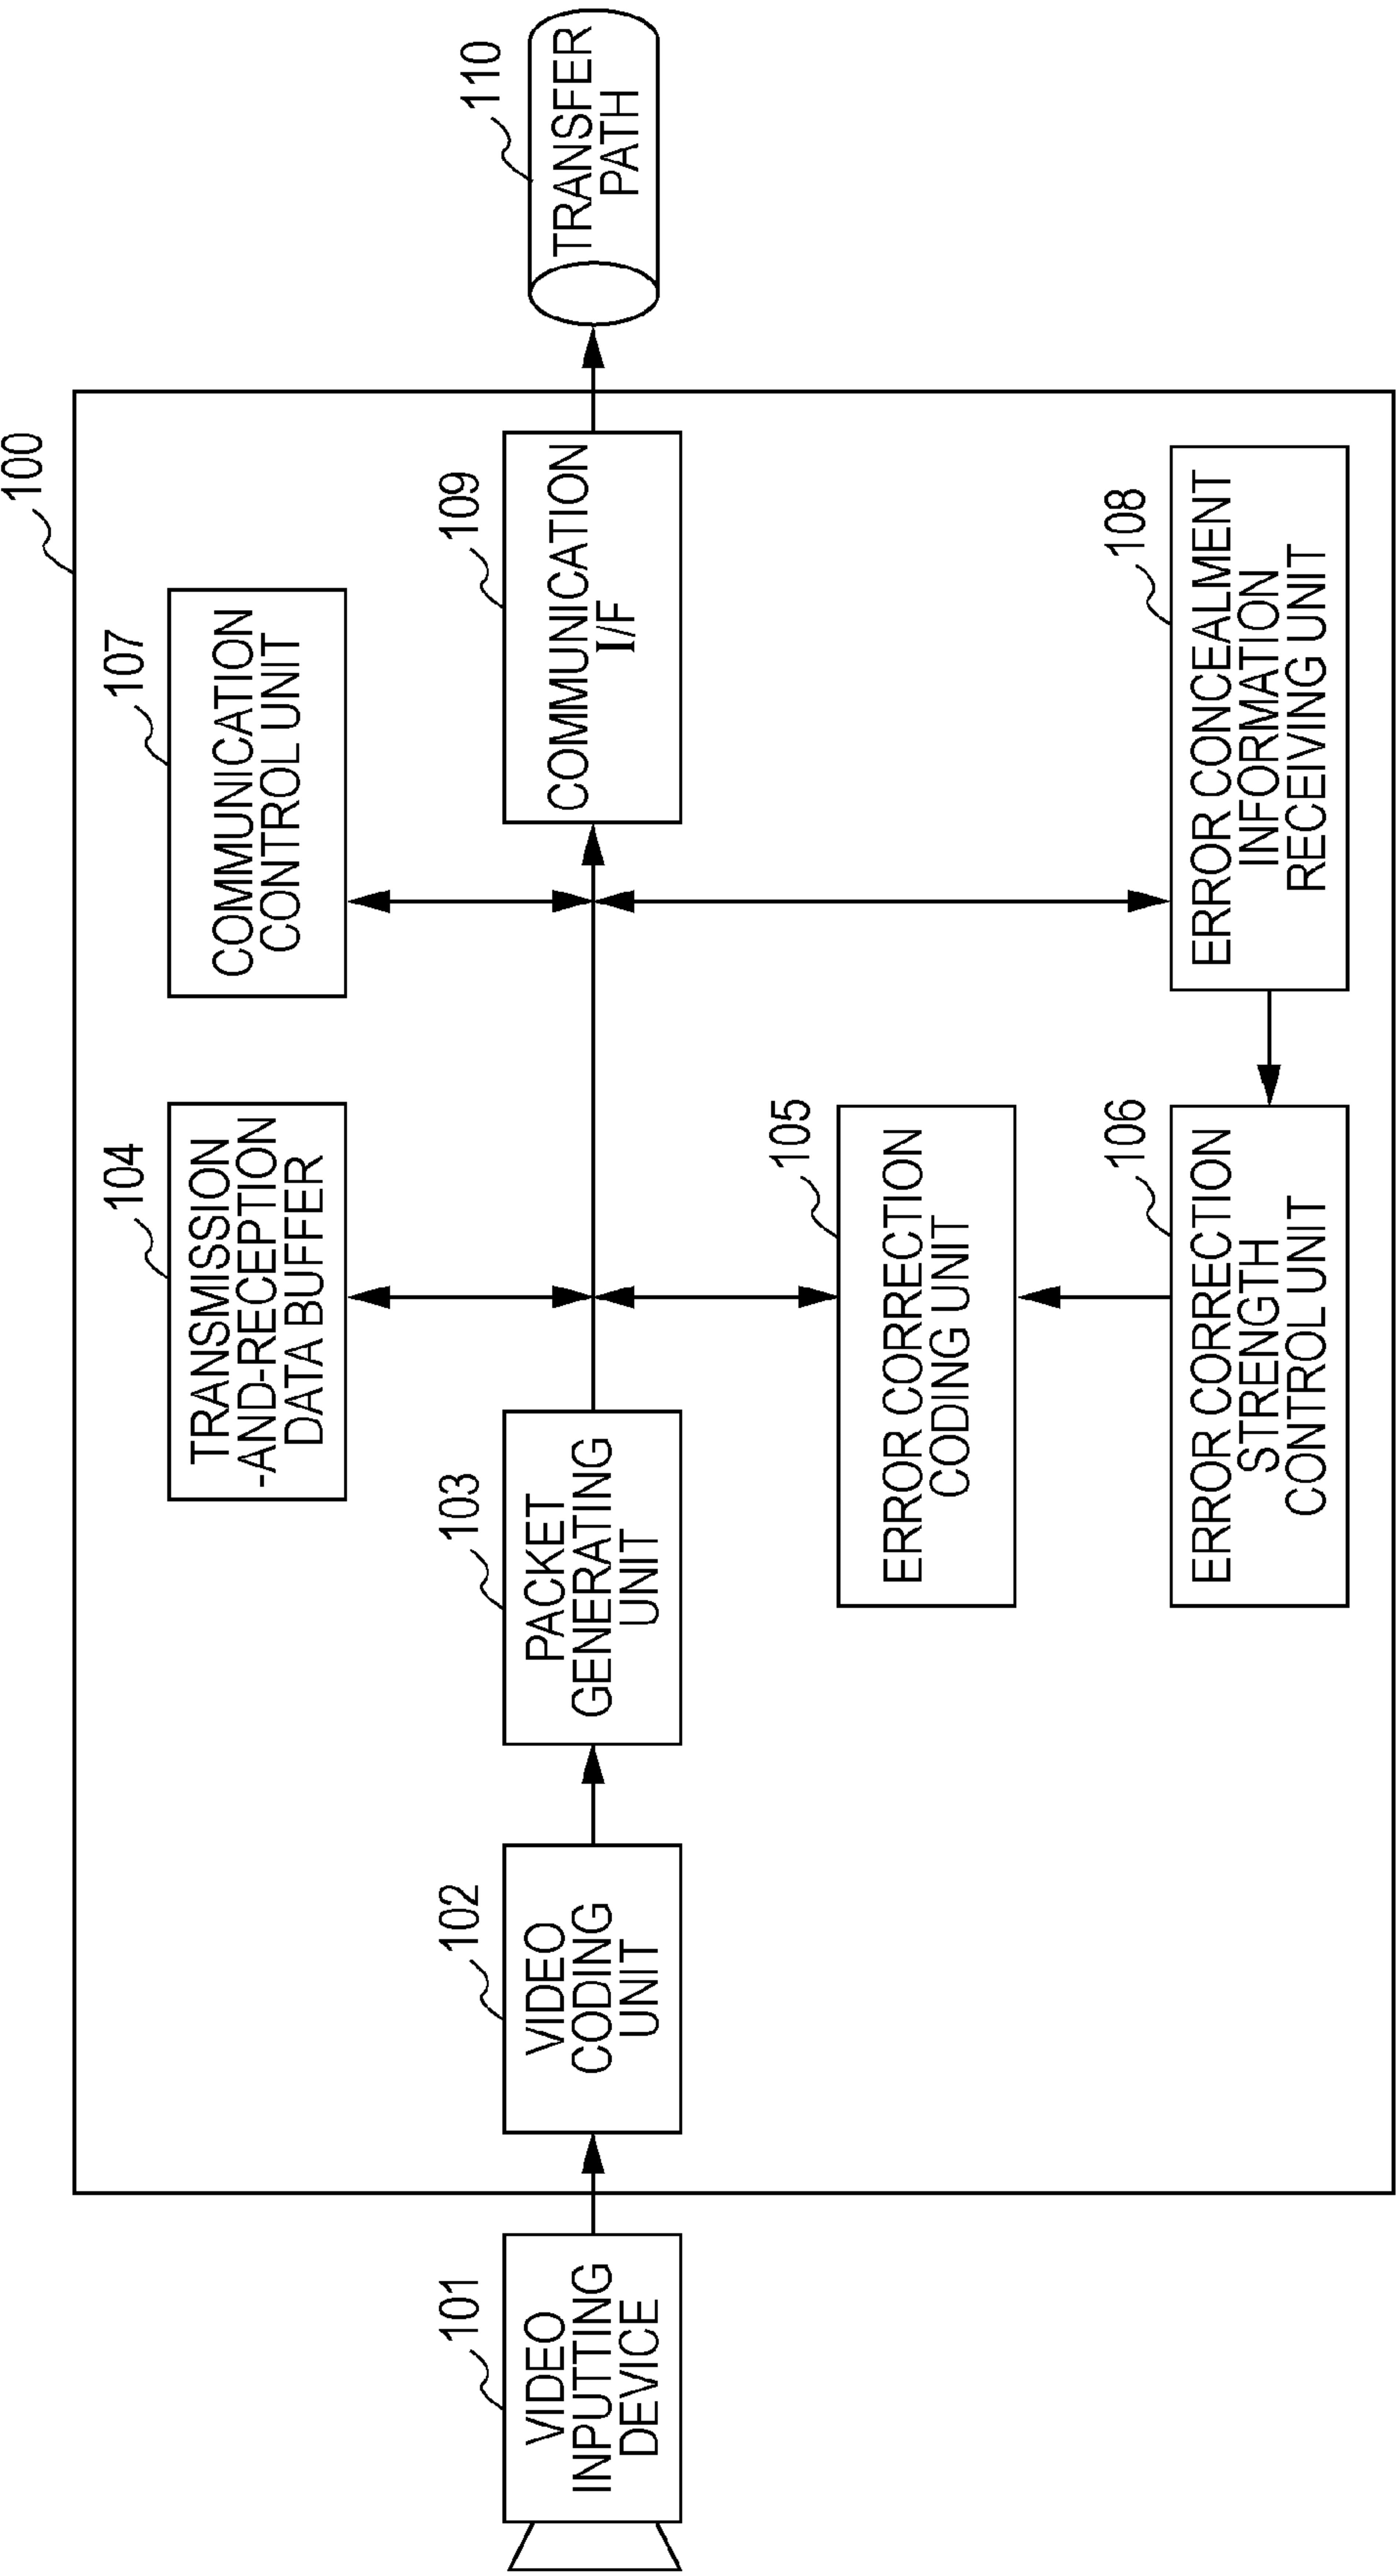 100
101
VIDEO
INPUTTING
DEVICE
102
VIDEO
CODING
UNIT
103
PACKET
GENERATING
UNIT
104
TRANSMISSION
-AND-RECEPTION
DATA BUFFER
107
COMMUNICATION
CONTROL UNIT
109
COMMUNICATION
I/F
110
TRANSFER
PATH
105
ERROR CORRECTION
CODING UNIT
106
ERROR CORRECTION
STRENGTH
CONTROL UNIT
108
ERROR CONCEALMENT
INFORMATION
RECEIVING UNIT